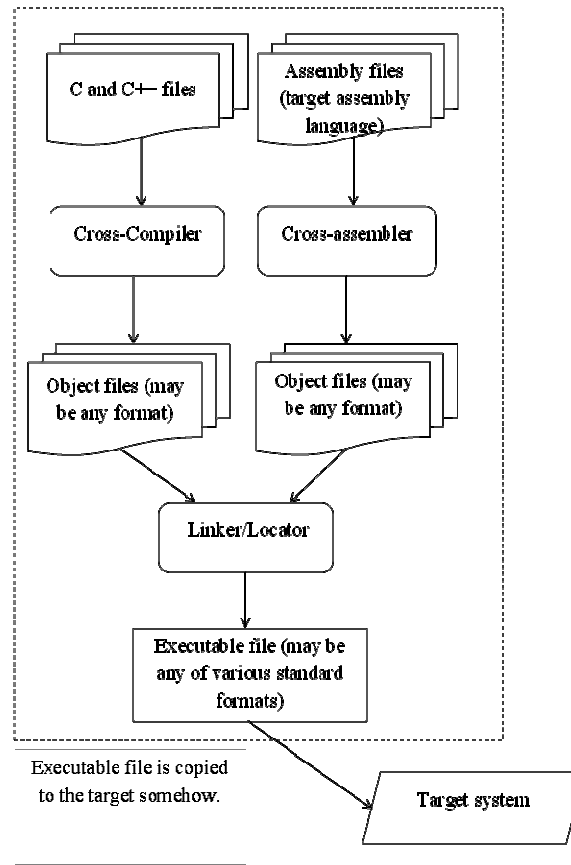 C and C++ files
Assembly files
(target assembly
language)
Cross-Compiler
Cross-assembler
Object files (may
be any format)
Object files (may
be any format)
Linker/Locator
Executable file (may be
any of various standard
formats)
Executable file is copied
to the target somehow.
Target system